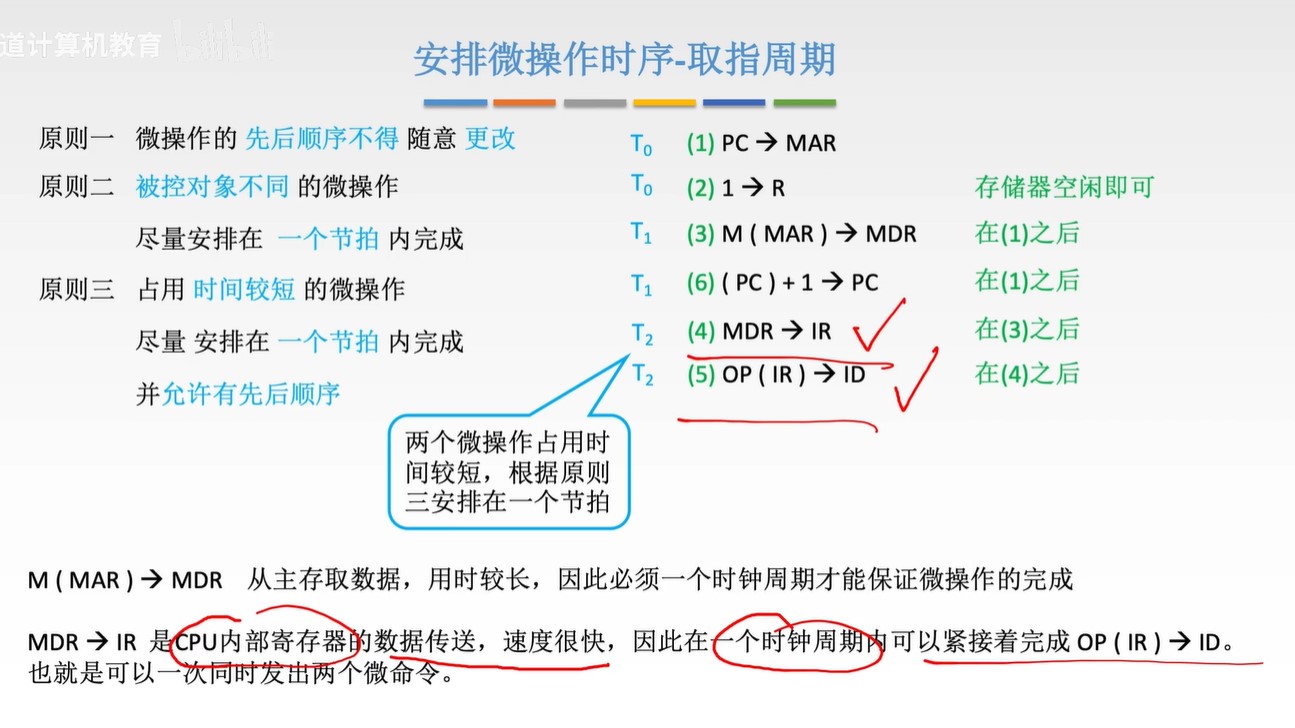 道计算机教育 bilibili
安排微操作时序-取指周期
原则一 微操作的 先后顺序不得 随意 更改
原则二 被控对象不同 的微操作
尽量安排在 一个节拍 内完成
原则三 占用 时间较短 的微操作
尽量 安排在 一个节拍 内完成
并允许有先后顺序
T0 (1) PC → MAR
T0 (2) 1 → R 存储器空闲即可
T1 (3) M ( MAR ) → MDR 在(1)之后
T1 (6) ( PC ) + 1 → PC 在(1)之后
T2 (4) MDR → IR 在(3)之后
T2 (5) OP ( IR ) → ID 在(4)之后
两个微操作占用时
间较短，根据原则
三安排在一个节拍
M ( MAR ) → MDR 从主存取数据，用时较长，因此必须一个时钟周期才能保证微操作的完成
MDR → IR 是CPU内部寄存器的数据传送，速度很快，因此在一个时钟周期内可以紧接着完成 OP ( IR ) → ID。
也就是可以一次同时发出两个微命令。